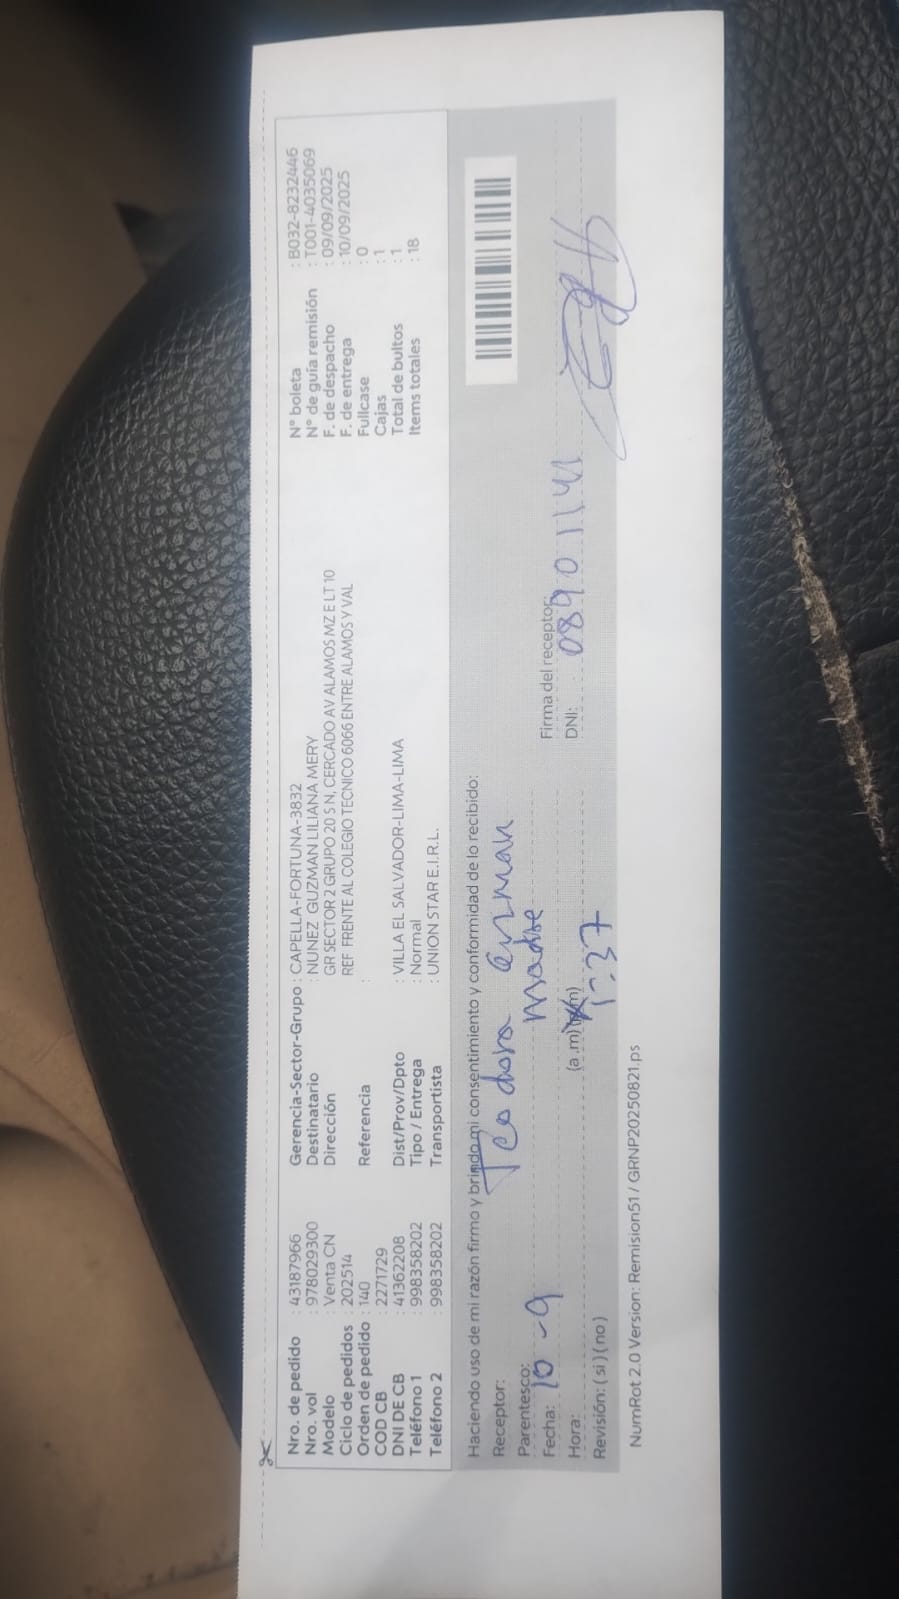 Nro. de pedido : 43187966
Nro. vol : 978029300
Modelo : Venta CN
Ciclo de pedidos : 202514
Orden de pedido : 140
COD CB : 2271729
DNI DE CB : 41362208
Teléfono 1 : 998358202
Teléfono 2 : 998358202
Gerencia-Sector-Grupo : CAPELLA-FORTUNA-3832
Destinatario : NUNEZ GUZMAN LILIANA MERY
Dirección : GR SECTOR 2 GRUPO 20 S N, CERCADO AV ALAMOS MZ E LT 10
REF FRENTE AL COLEGIO TECNICO 6066 ENTRE ALAMOS Y VAL
Referencia :
Dist/Prov/Dpto : VILLA EL SALVADOR-LIMA-LIMA
Tipo / Entrega : Normal
Transportista : UNION STAR E.I.R.L.
N° boleta : B032-8232446
N° de guía remisión : T001-4035069
F. de despacho : 09/09/2025
F. de entrega : 10/09/2025
Fullcase : 0
Cajas : 1
Total de bultos : 1
Items totales : 18
Haciendo uso de mi razón firmo y brindo mi consentimiento y conformidad de lo recibido:
Receptor: Teodora Guzman
Parentesco: Madre
Fecha: 10-9
Hora: (a.m) (p.m) 1:37
Revisión: ( si ) ( no )
Firma del receptor:
DNI: 08901141
NumRot 2.0 Version: Remision51 / GRNP20250821.ps